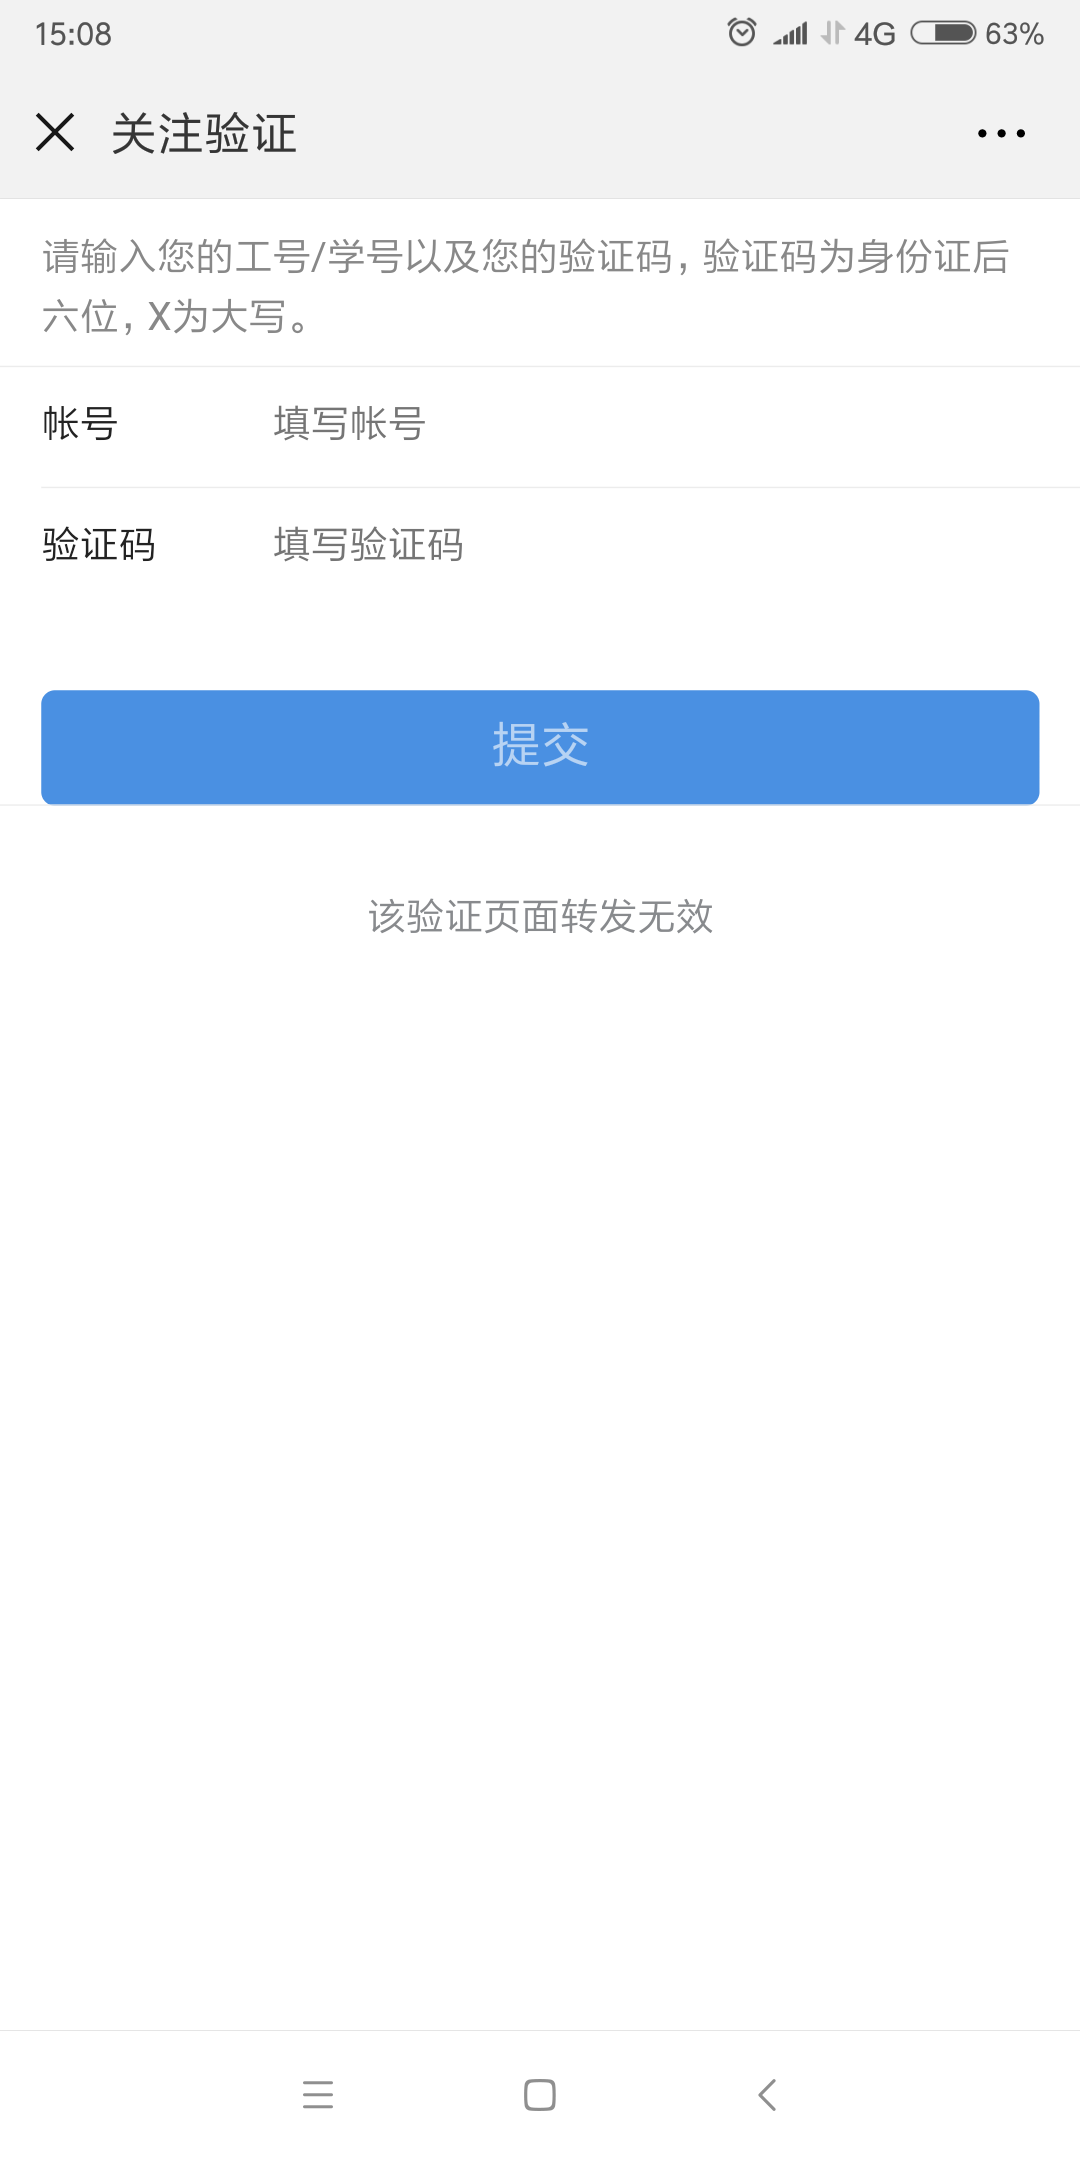 15:08 4G 63%
关注验证
请输入您的工号/学号以及您的验证码，验证码为身份证后
六位，X为大写。
帐号 填写帐号
验证码 填写验证码
提交
该验证页面转发无效